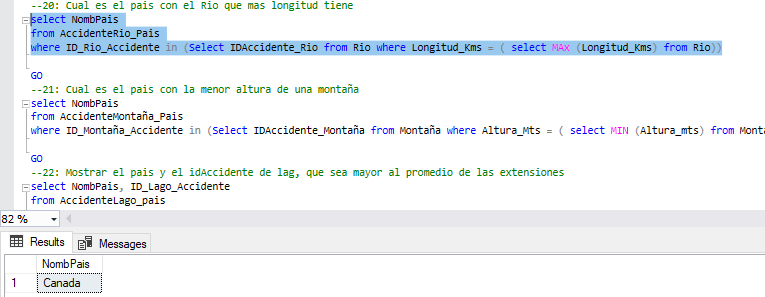 --20: Cual es el pais con el Rio que mas longitud tiene
select NombPais
from AccidenteRio_Pais
where ID_Rio_Accidente in (Select IDAccidente_Rio from Rio where Longitud_Kms = ( select MAx (Longitud_Kms) from Rio))
GO
--21: Cual es el pais con la menor altura de una montaña
select NombPais
from AccidenteMontaña_Pais
where ID_Montaña_Accidente in (Select IDAccidente_Montaña from Montaña where Altura_Mts = ( select MIN (Altura_mts) from Mont
GO
--22: Mostrar el pais y el idAccidente de lag, que sea mayor al promedio de las extensiones
select NombPais, ID_Lago_Accidente
from AccidenteLago_pais
82 %
Results Messages
NombPais
1 Canada